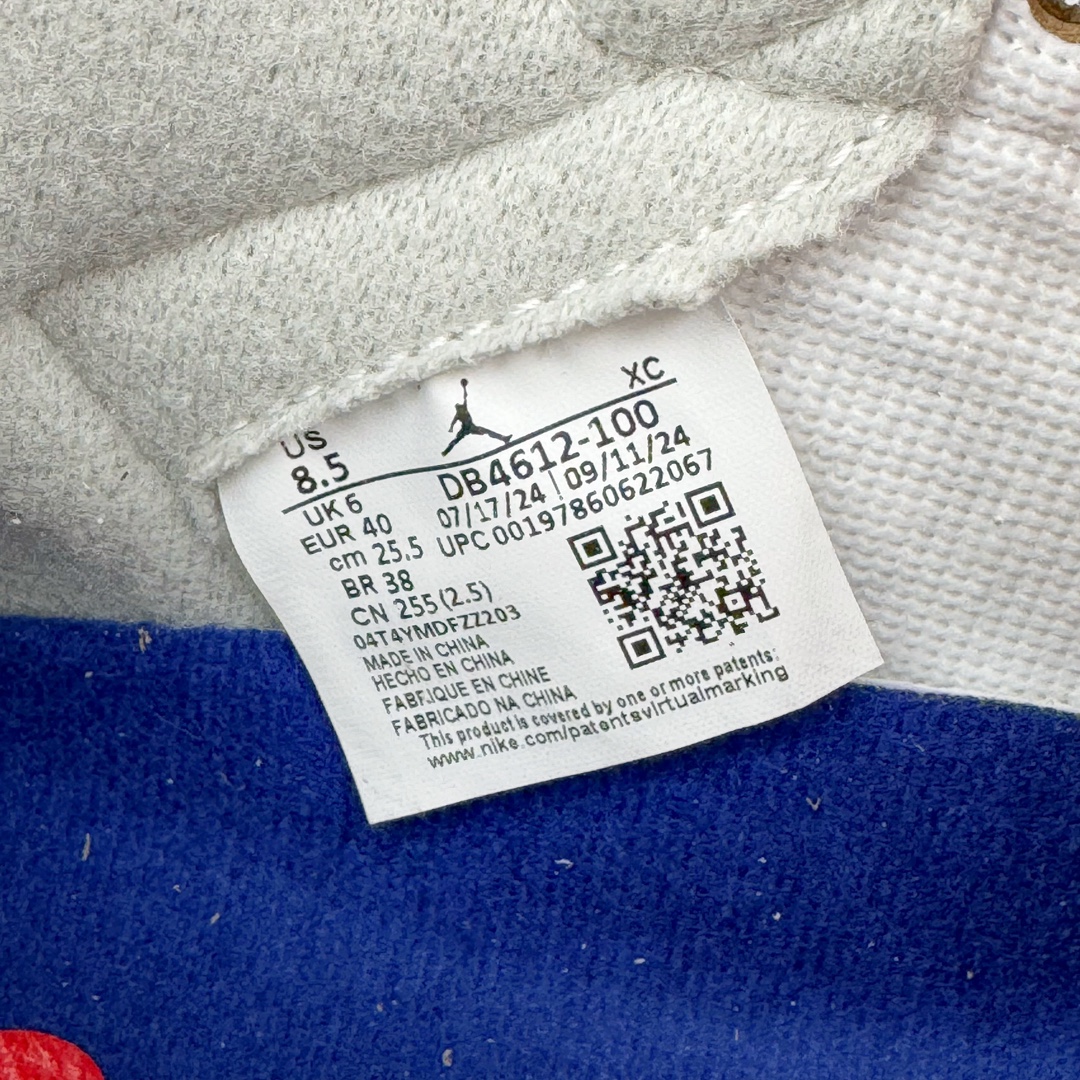 US
8.5
XC
UK 6
EUR 40
cm 25.5
BR 38
CN 255 (2.5)
DB4612-100
07/17/24 | 09/11/24
UPC 00197860622067
04T4YMDFZZ203
MADE IN CHINA
HECHO EN CHINA
FABRIQUE EN CHINE
FABRICADO NA CHINA
This product is covered by one or more patents:
www.nike.com/patentsvirtualmarking